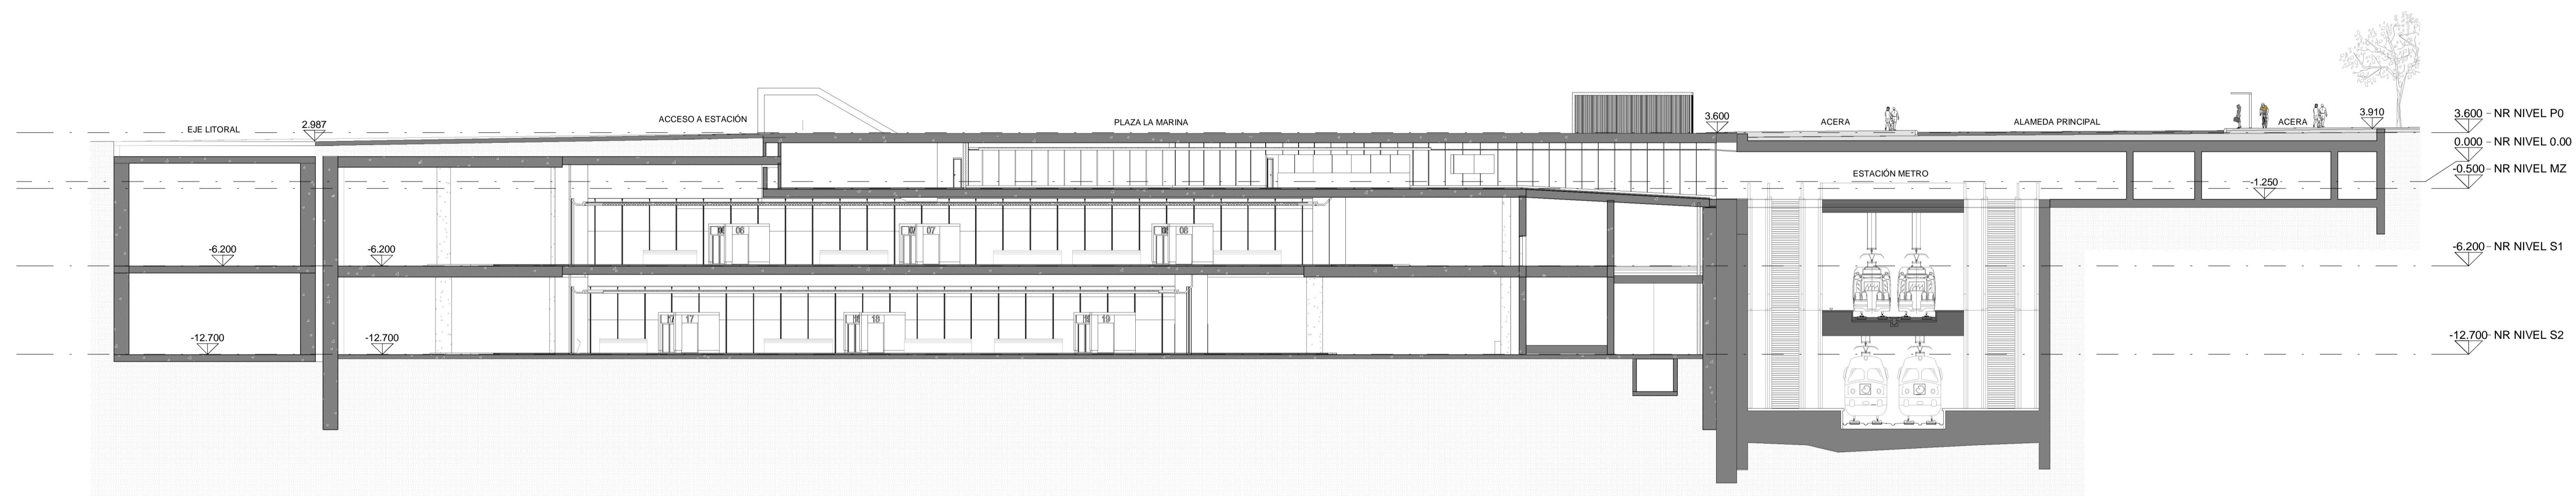 EJE LITORAL
2.987
ACCESO A ESTACIÓN
PLAZA LA MARINA
3.600
ACERA
ALAMEDA PRINCIPAL
ACERA
3.910
3.600 - NR NIVEL P0
0.000 - NR NIVEL 0.00
-0.500 - NR NIVEL MZ
ESTACIÓN METRO
-1.250
-6.200
-6.200
06
07
08
-6.200 - NR NIVEL S1
-12.700
-12.700
17
18
19
-12.700 - NR NIVEL S2